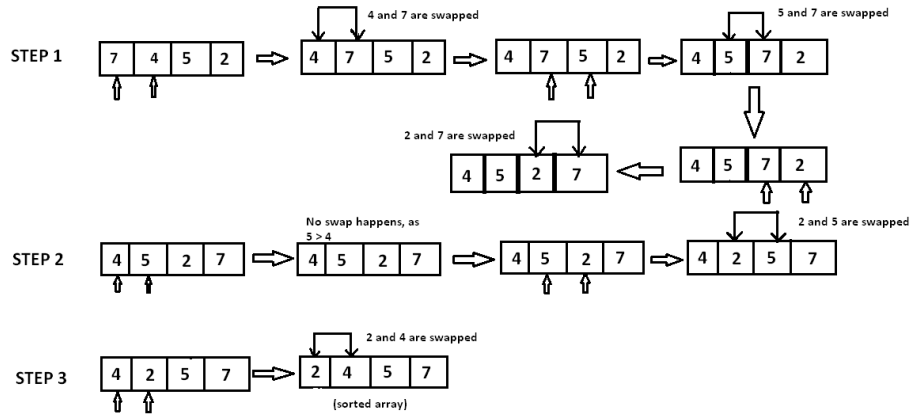 4 and 7 are swapped
5 and 7 are swapped
STEP 1
7 4 5 2
4 7 5 2
4 7 5 2
4 5 7 2
2 and 7 are swapped
4 5 2 7
4 5 7 2
No swap happens, as
5 > 4
2 and 5 are swapped
STEP 2
4 5 2 7
4 5 2 7
4 5 2 7
4 2 5 7
2 and 4 are swapped
STEP 3
4 2 5 7
2 4 5 7
(sorted array)